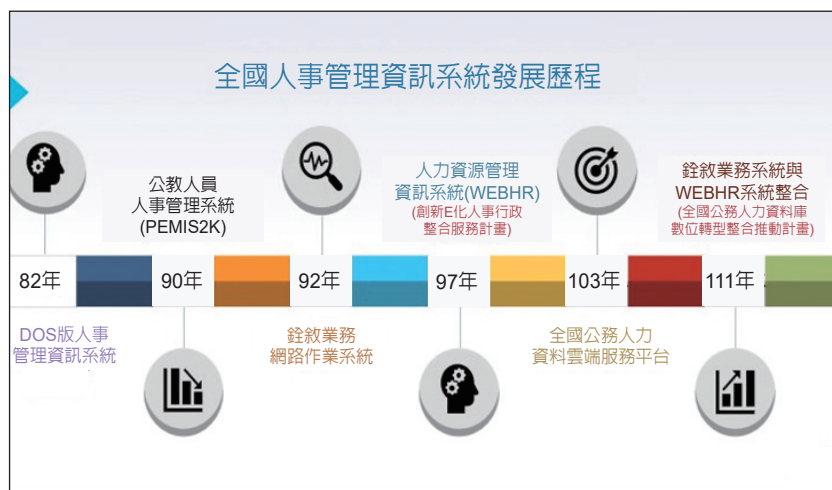 全國人事管理資訊系統發展歷程
公教人員
人事管理系統
(PEMIS2K)
人力資源管理
資訊系統(WEBHR)
(創新E化人事行政
整合服務計畫)
銓敘業務系統與
WEBHR系統整合
(全國公務人力資料庫
數位轉型整合推動計畫)
82年
90年
92年
97年
103年
111年
DOS版人事
管理資訊系統
銓敘業務
網路作業系統
全國公務人力
資料雲端服務平台